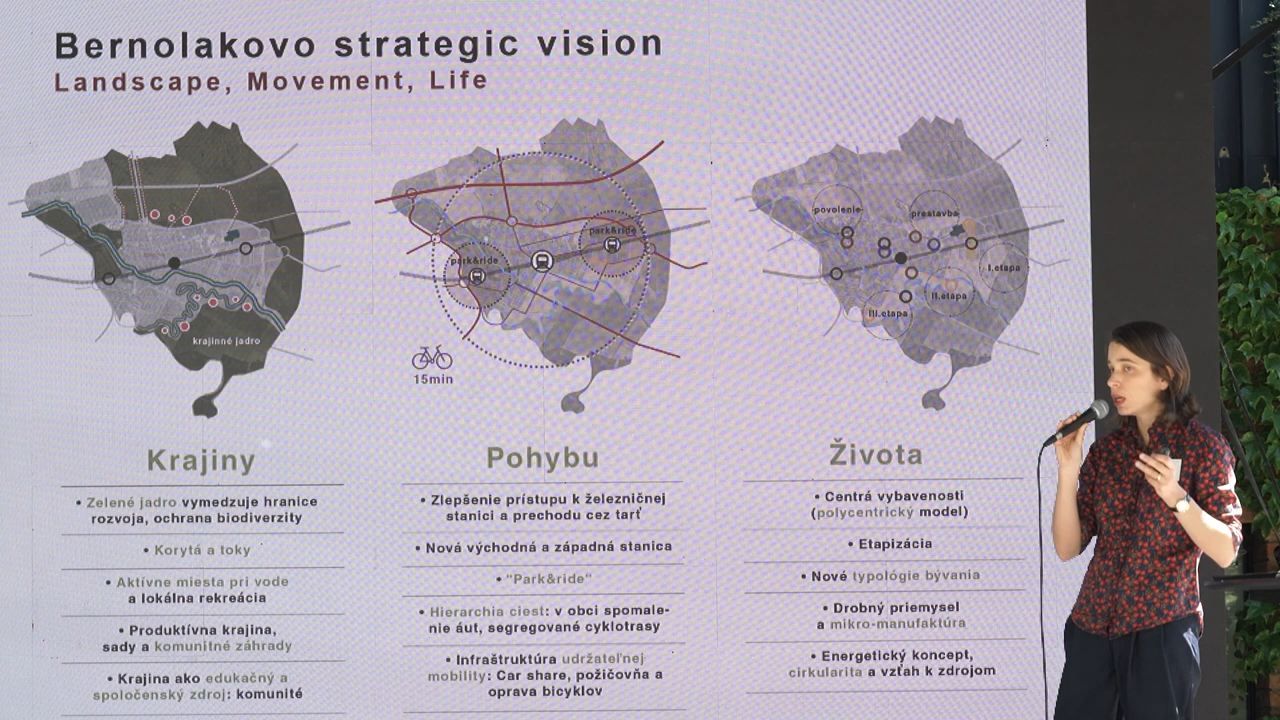 Bernolakovo strategic vision
Landscape, Movement, Life
krajinné jadro
park&ride
park&ride
15min
povolenie
prestavba
I.etapa
II.etapa
III.etapa
Krajiny
• Zelené jadro vymedzuje hranice
rozvoja, ochrana biodiverzity
• Korytá a toky
• Aktívne miesta pri vode
a lokálna rekreácia
• Produktívna krajina,
sady a komunitné záhrady
• Krajina ako edukačný a
spoločenský zdroj: komunité
Pohybu
• Zlepšenie prístupu k železničnej
stanici a prechodu cez tarť
• Nová východná a západná stanica
• "Park&ride"
• Hierarchia ciest: v obci spomale-
nie áut, segregované cyklotrasy
• Infraštruktúra udržateľnej
mobility: Car share, požičovňa a
oprava bicyklov
Života
• Centrá vybavenosti
(polycentrický model)
• Etapizácia
• Nové typológie bývania
• Drobný priemysel
a mikro-manufaktúra
• Energetický koncept,
cirkularita a vzťah k zdrojom